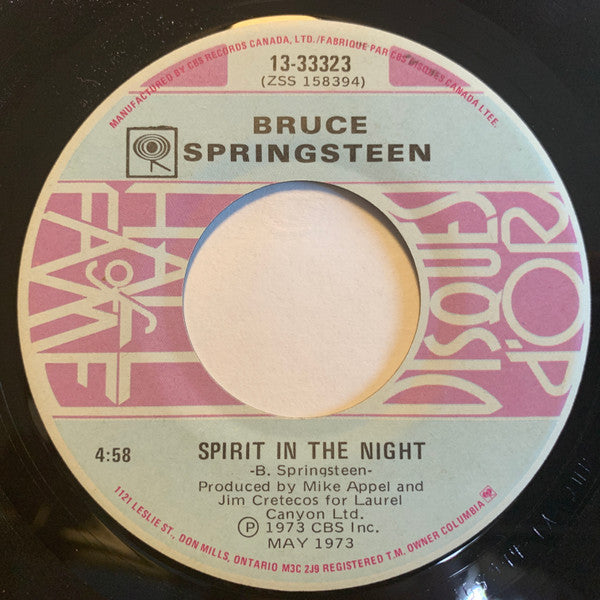 MANUFACTURED BY CBS RECORDS CANADA, LTD./FABRIQUE PAR CBS DISQUES CANADA LTEE.
13-33323
(ZSS 158394)
BRUCE
SPRINGSTEEN
HALL
OF
FAME
DISQUES
D'OR
4:58
SPIRIT IN THE NIGHT
-B. Springsteen-
Produced by Mike Appel and
Jim Cretecos for Laurel
Canyon Ltd.
Ⓟ 1973 CBS Inc.
MAY 1973
1121 LESLIE ST., DON MILLS, ONTARIO M3C 2J9 REGISTERED T.M. OWNER COLUMBIA